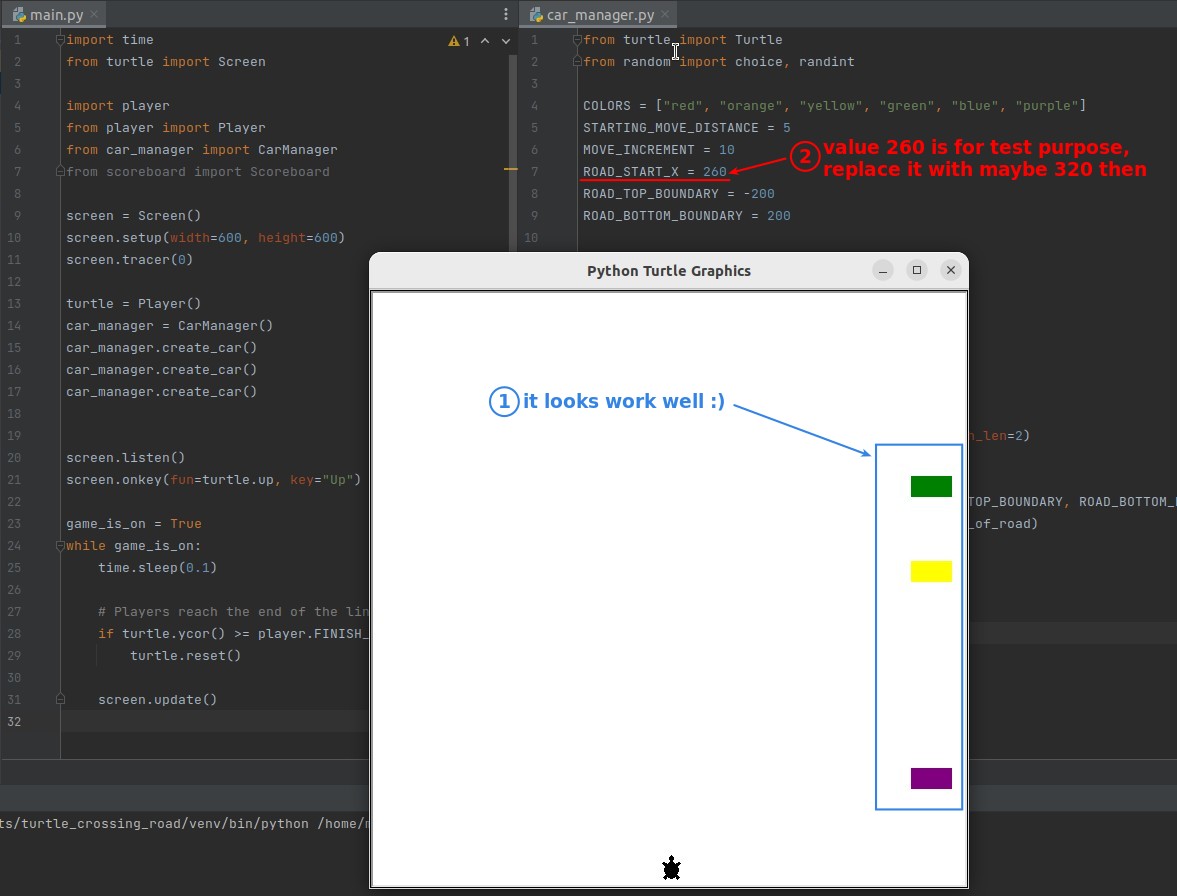 main.py
1 import time
2 from turtle import Screen
3
4 import player
5 from player import Player
6 from car_manager import CarManager
7 from scoreboard import Scoreboard
8
9 screen = Screen()
10 screen.setup(width=600, height=600)
11 screen.tracer(0)
12
13 turtle = Player()
14 car_manager = CarManager()
15 car_manager.create_car()
16 car_manager.create_car()
17 car_manager.create_car()
18
19
20 screen.listen()
21 screen.onkey(fun=turtle.up, key="Up")
22
23 game_is_on = True
24 while game_is_on:
25 time.sleep(0.1)
26
27 # Players reach the end of the lin
28 if turtle.ycor() >= player.FINISH_
29 turtle.reset()
30
31 screen.update()
32
1
car_manager.py
1 from turtle import Turtle
2 from random import choice, randint
3
4 COLORS = ["red", "orange", "yellow", "green", "blue", "purple"]
5 STARTING_MOVE_DISTANCE = 5
6 MOVE_INCREMENT = 10
7 ROAD_START_X = 260
8 ROAD_TOP_BOUNDARY = -200
9 ROAD_BOTTOM_BOUNDARY = 200
10
2 value 260 is for test purpose,
replace it with maybe 320 then
Python Turtle Graphics
1 it looks work well :)
_len=2)
TOP_BOUNDARY, ROAD_BOTTOM_
_of_road)
ts/turtle_crossing_road/venv/bin/python /home/